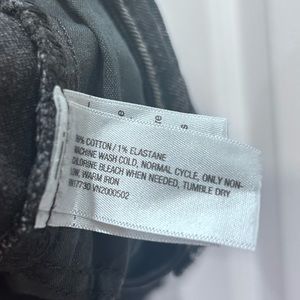 % COTTON / 1% ELASTANE
MACHINE WASH COLD, NORMAL CYCLE, ONLY NON-
CHLORINE BLEACH WHEN NEEDED, TUMBLE DRY
LOW, WARM IRON
VN2000502